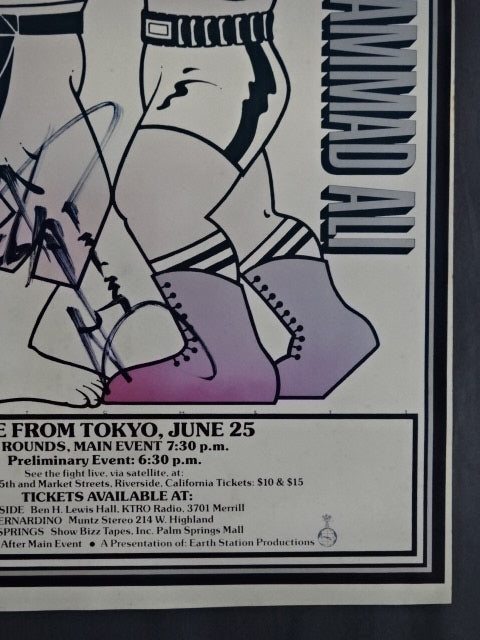 AMMAD ALI
E FROM TOKYO, JUNE 25
ROUNDS, MAIN EVENT 7:30 p.m.
Preliminary Event: 6:30 p.m.
See the fight live, via satellite, at:
5th and Market Streets, Riverside, California Tickets: $10 & $15
TICKETS AVAILABLE AT:
SIDE Ben H. Lewis Hall, KTRO Radio, 3701 Merrill
ERNARDINO Muntz Stereo 214 W. Highland
SPRINGS Show Bizz Tapes, Inc. Palm Springs Mall
After Main Event • A Presentation of: Earth Station Productions